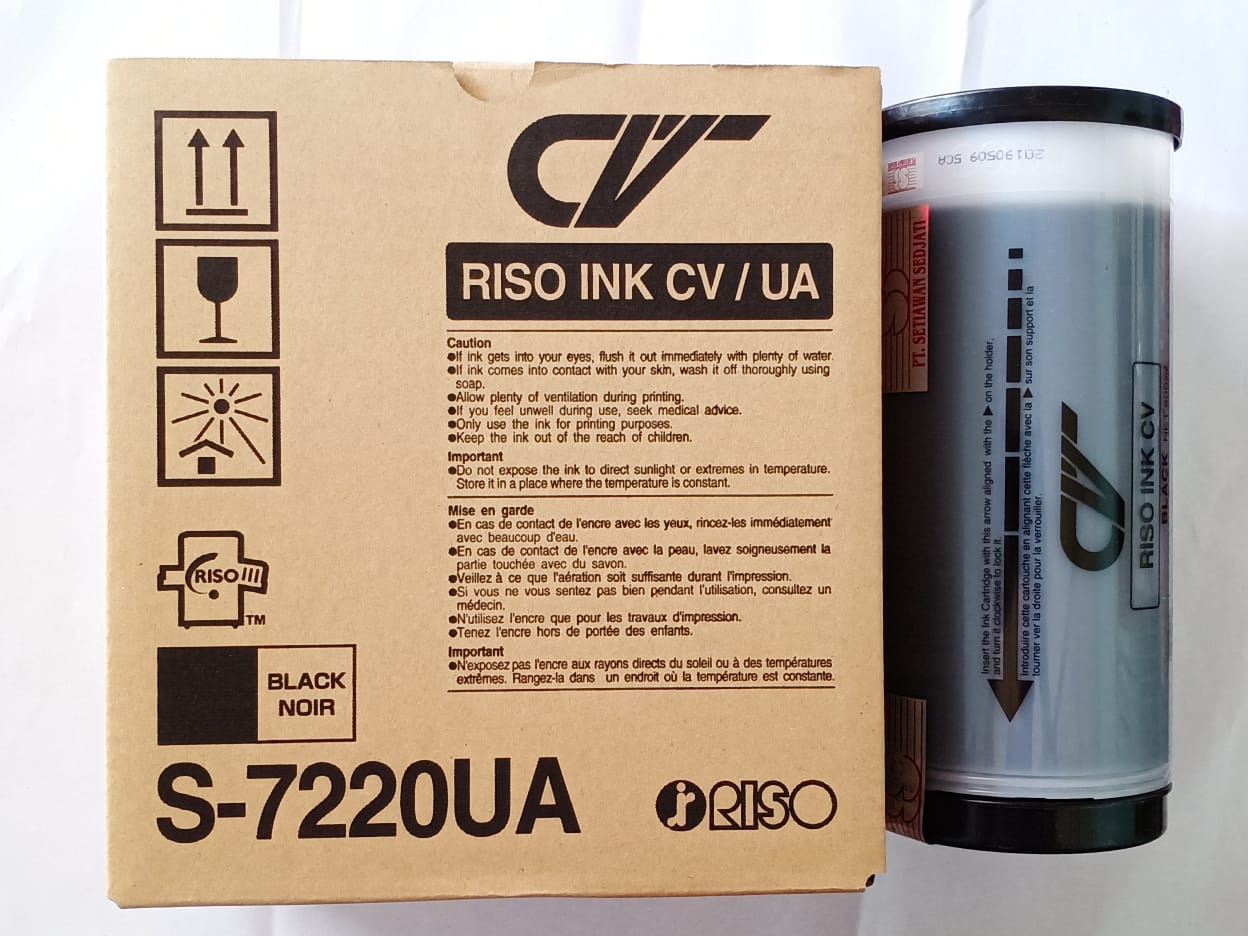 CV
RISO INK CV / UA
Caution
●If ink gets into your eyes, flush it out immediately with plenty of water.
●If ink comes into contact with your skin, wash it off thoroughly using
soap.
●Allow plenty of ventilation during printing.
●If you feel unwell during use, seek medical advice.
●Only use the ink for printing purposes.
●Keep the ink out of the reach of children.
Important
●Do not expose the ink to direct sunlight or extremes in temperature.
Store it in a place where the temperature is constant.
Mise en garde
●En cas de contact de l'encre avec les yeux, rincez-les immédiatement
avec beaucoup d'eau.
●En cas de contact de l'encre avec la peau, lavez soigneusement la
partie touchée avec du savon.
●Veillez à ce que l'aération soit suffisante durant l'impression.
●Si vous ne vous sentez pas bien pendant l'utilisation, consultez un
médecin.
●N'utilisez l'encre que pour les travaux d'impression.
●Tenez l'encre hors de portée des enfants.
Important
●N'exposez pas l'encre aux rayons directs du soleil ou à des températures
extrêmes. Rangez-la dans un endroit où la température est constante.
RISO III
TM
BLACK
NOIR
S-7220UA
RISO
20190509 5CA
PT. SETIAWAN SEDJATI
Insert the Ink Cartridge with this arrow aligned with the ▶ on the holder,
and turn it clockwise to lock it.
Introduire cette cartouche en alignant cette flèche avec la ▶ sur son support et la
tourner ver la droite pour la verrouiller.
CV
RISO INK CV
BLACK NET